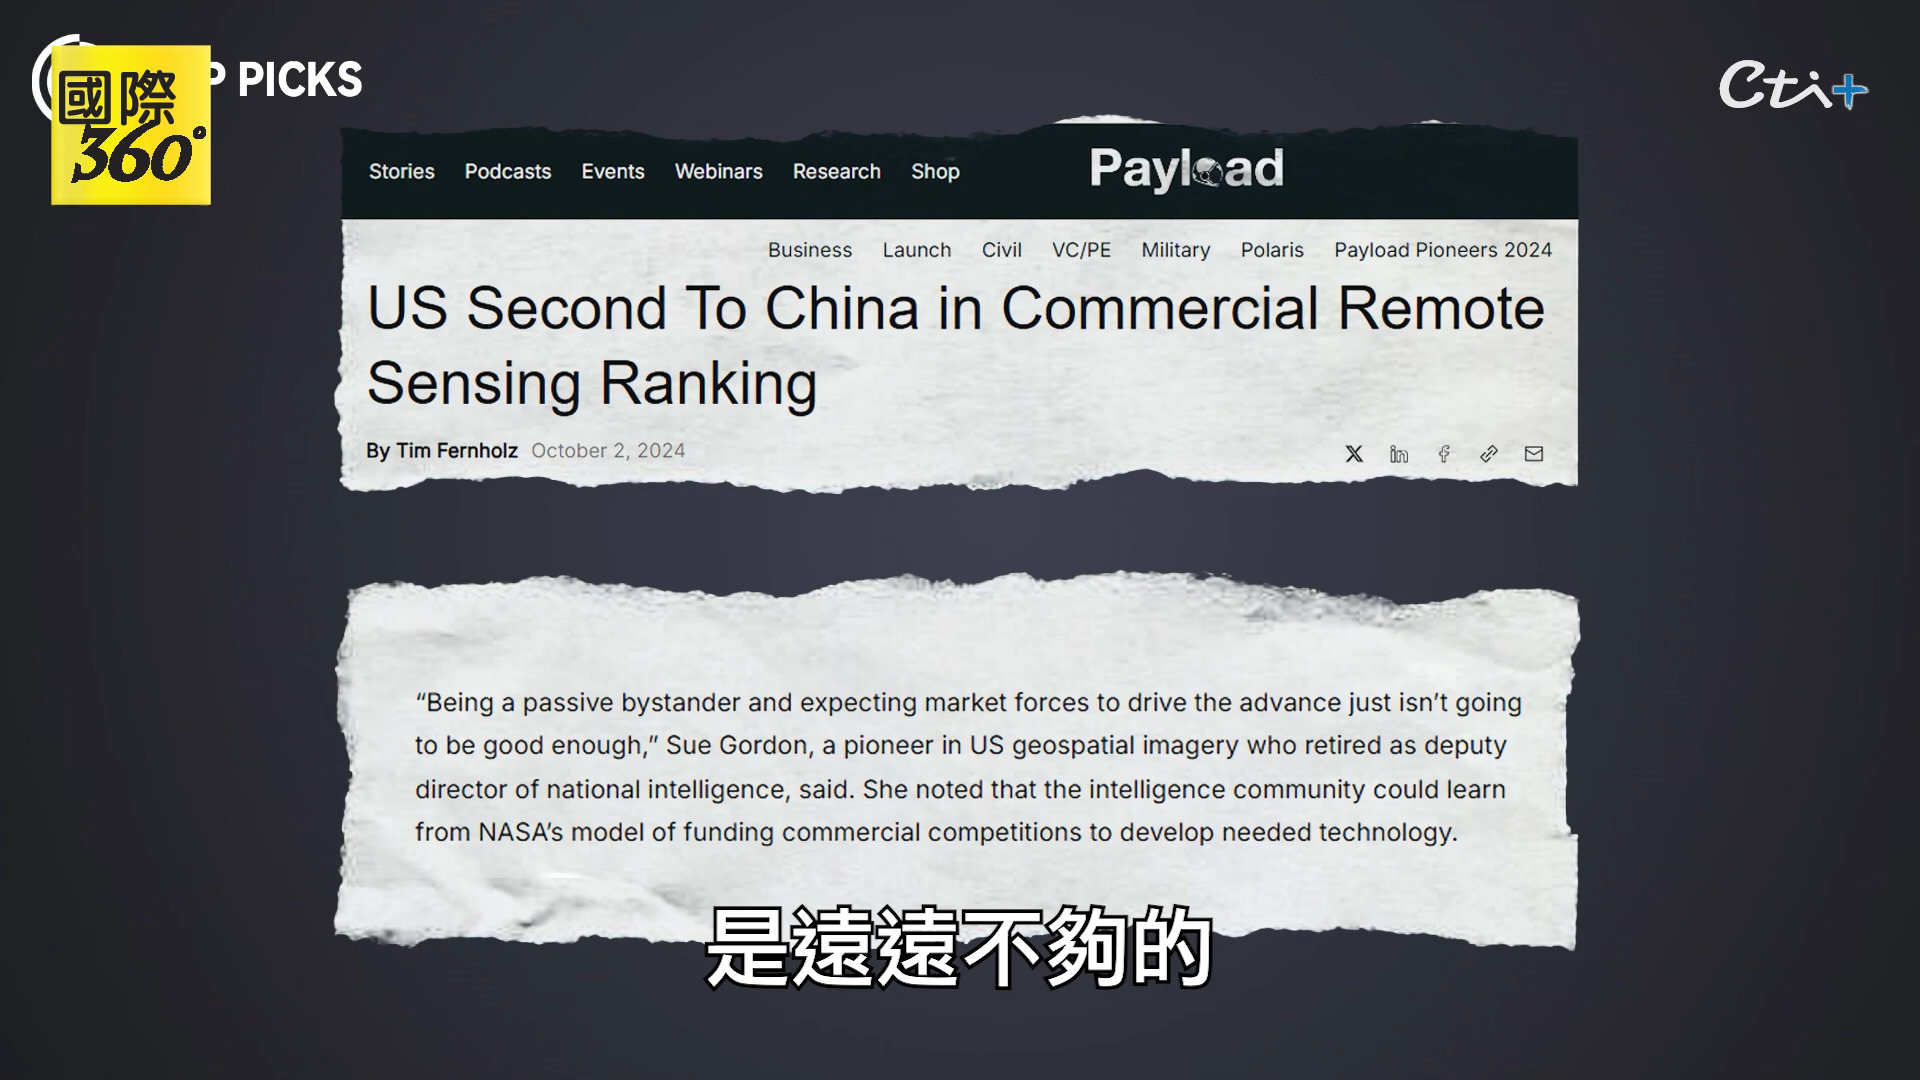 國際
360°
P PICKS
Cti+
Stories Podcasts Events Webinars Research Shop
Payload
Business Launch Civil VC/PE Military Polaris Payload Pioneers 2024
US Second To China in Commercial Remote
Sensing Ranking
By Tim Fernholz October 2, 2024
“Being a passive bystander and expecting market forces to drive the advance just isn’t going
to be good enough,” Sue Gordon, a pioneer in US geospatial imagery who retired as deputy
director of national intelligence, said. She noted that the intelligence community could learn
from NASA’s model of funding commercial competitions to develop needed technology.
是遠遠不夠的